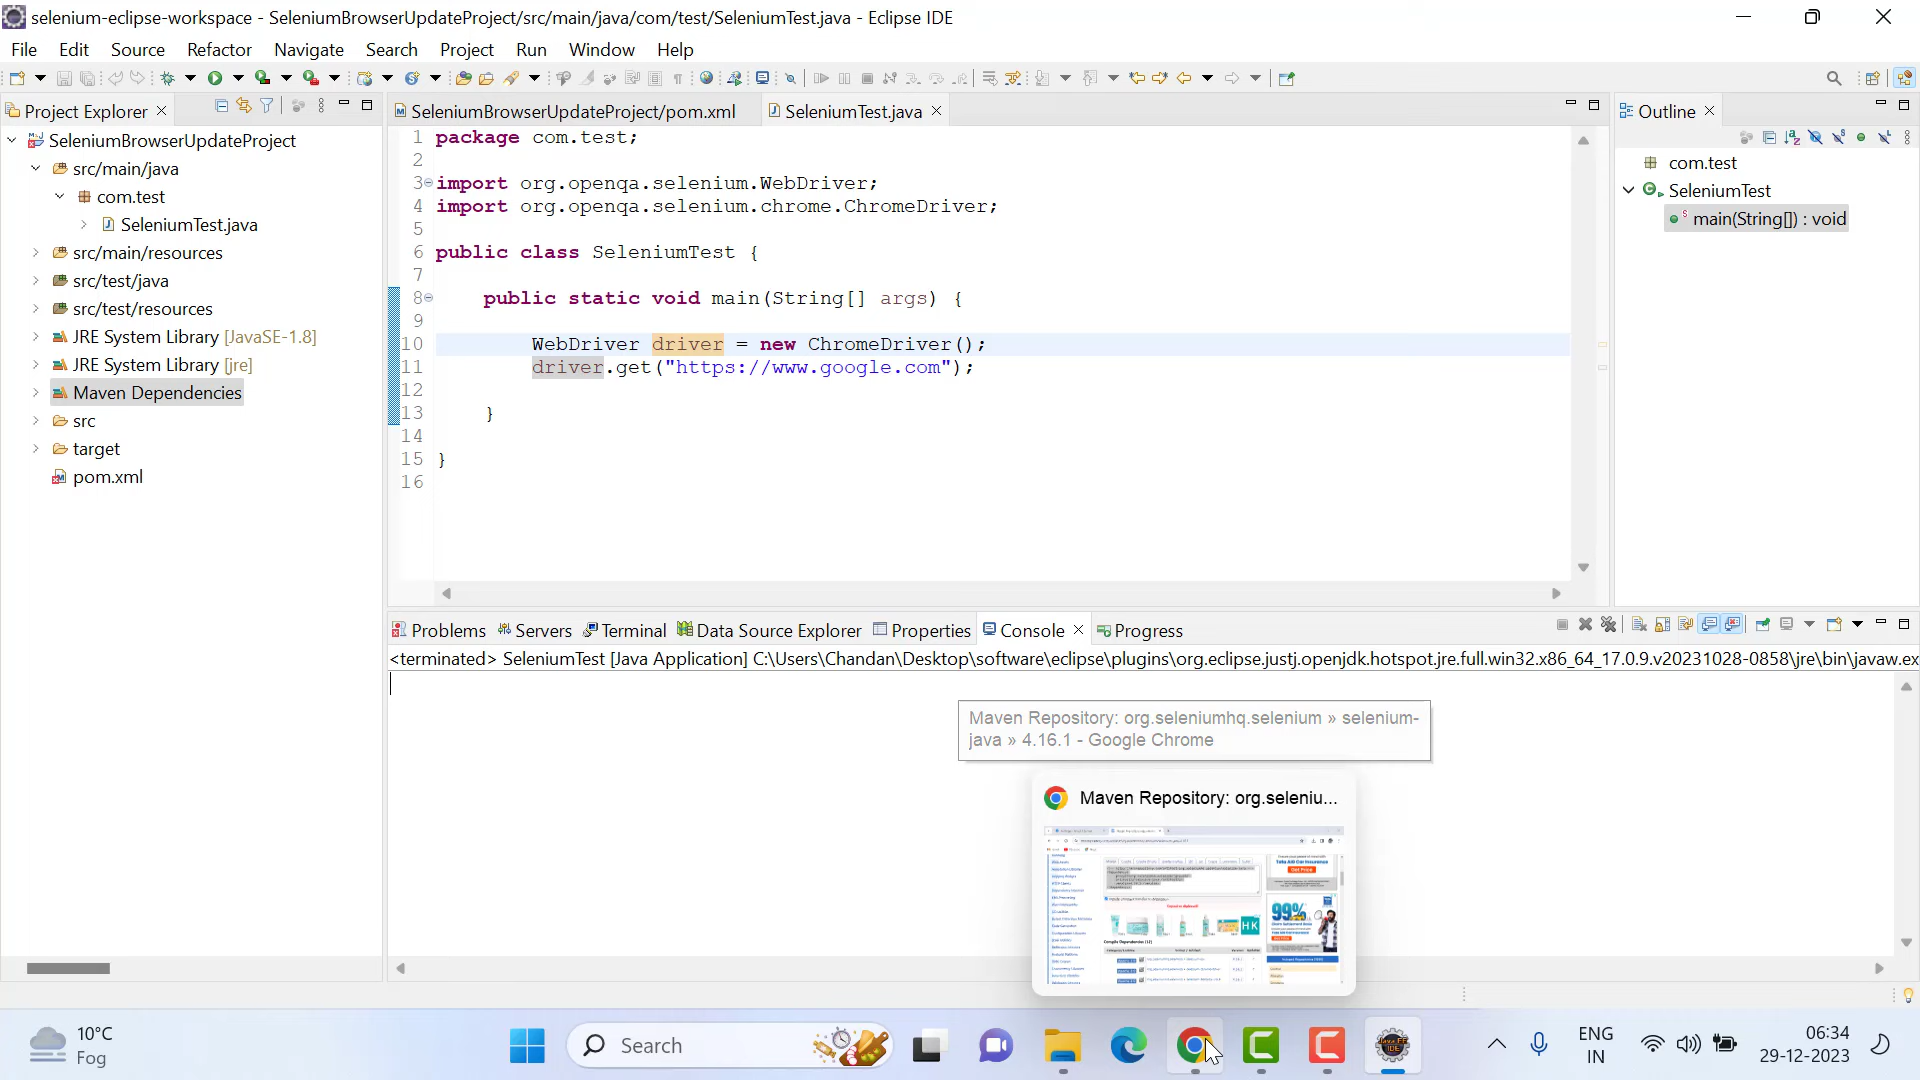 selenium-eclipse-workspace - SeleniumBrowserUpdateProject/src/main/java/com/test/SeleniumTest.java - Eclipse IDE
File Edit Source Refactor Navigate Search Project Run Window Help
Project Explorer
SeleniumBrowserUpdateProject
src/main/java
com.test
SeleniumTest.java
src/main/resources
src/test/java
src/test/resources
JRE System Library [JavaSE-1.8]
JRE System Library [jre]
Maven Dependencies
src
target
pom.xml
SeleniumBrowserUpdateProject/pom.xml SeleniumTest.java
1 package com.test;
2
3 import org.openqa.selenium.WebDriver;
4 import org.openqa.selenium.chrome.ChromeDriver;
5
6 public class SeleniumTest {
7
8 public static void main(String[] args) {
9
10 WebDriver driver = new ChromeDriver();
11 driver.get("https://www.google.com");
12
13 }
14
15 }
16
Outline
com.test
SeleniumTest
main(String[]) : void
Problems Servers Terminal Data Source Explorer Properties Console Progress
<terminated> SeleniumTest [Java Application] C:\Users\Chandan\Desktop\software\eclipse\plugins\org.eclipse.justj.openjdk.hotspot.jre.full.win32.x86_64_17.0.9.v20231028-0858\jre\bin\javaw.ex
Maven Repository: org.seleniumhq.selenium » selenium-
java » 4.16.1 - Google Chrome
Maven Repository: org.seleniu...
99%
HK
10°C
Fog
Search
ENG
IN
06:34
29-12-2023